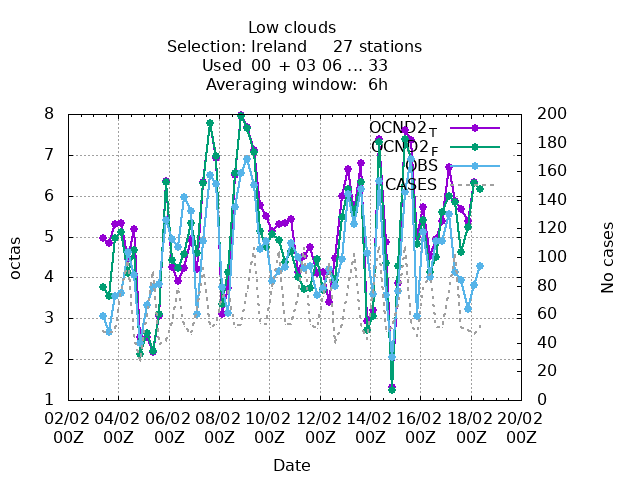 Low clouds
Selection: Ireland 27 stations
Used 00 + 03 06 ... 33
Averaging window: 6h
8 200
OCND2T
180
OCND2F
7
160
OBS
CASES
6
140
120
5
100
4
80
60
3
40
2
20
1 0
02/02 04/02 06/02 08/02 10/02 12/02 14/02 16/02 18/02 20/02
00Z 00Z 00Z 00Z 00Z 00Z 00Z 00Z 00Z 00Z
Date
octas
No cases